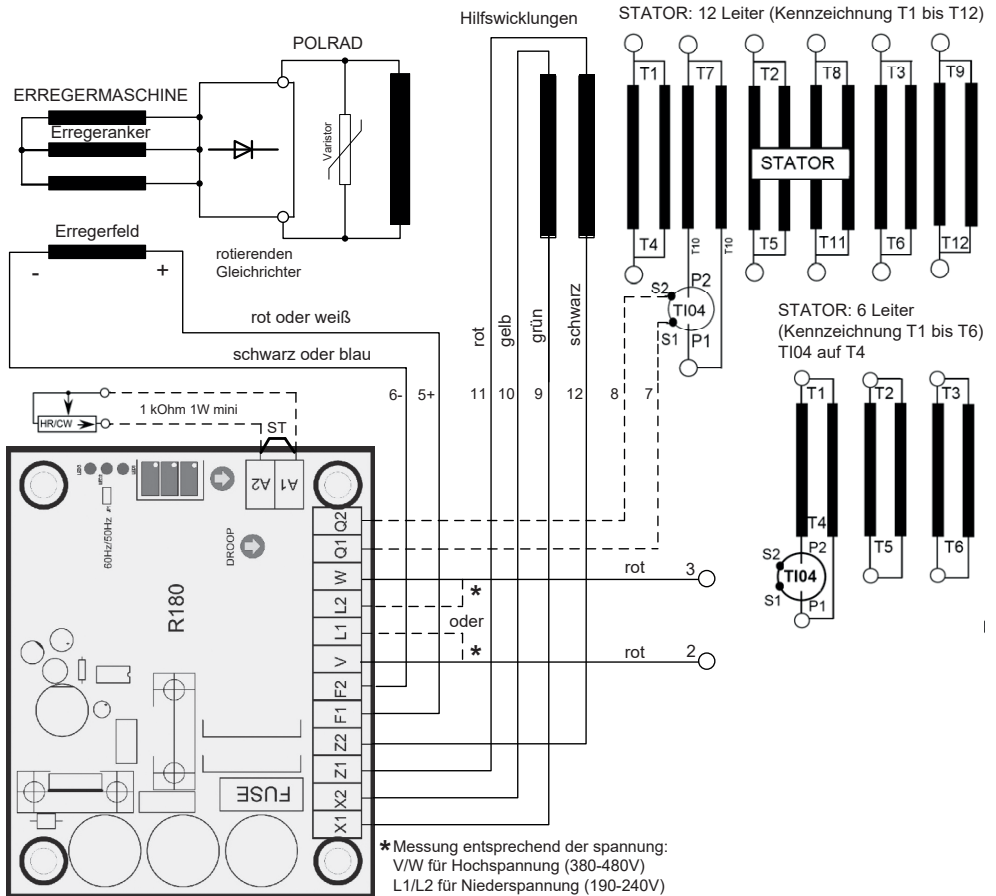 Hilfswicklungen
STATOR: 12 Leiter (Kennzeichnung T1 bis T12)
POLRAD
ERREGERMASCHINE
Erregeranker
Varistor
T1
T7
T2
T8
T3
T9
STATOR
T4
T10
T10
T5
T11
T6
T12
Erregerfeld
-
+
rotierenden
Gleichrichter
S2
P2
TI04
S1
P1
rot oder weiß
schwarz oder blau
rot
gelb
grün
schwarz
STATOR: 6 Leiter
(Kennzeichnung T1 bis T6)
TI04 auf T4
6-
5+
11
10
9
12
8
7
T1
T2
T3
HR/CW
1 kOhm 1W mini
ST
A2
A1
60Hz/50Hz
DROOP
R180
FUSE
Q2
Q1
W
L2
L1
V
F2
F1
Z2
Z1
X2
X1
T4
P2
T5
T6
S2
TI04
S1
P1
rot
3
*
oder
*
rot
2
* Messung entsprechend der spannung:
V/W für Hochspannung (380-480V)
L1/L2 für Niederspannung (190-240V)